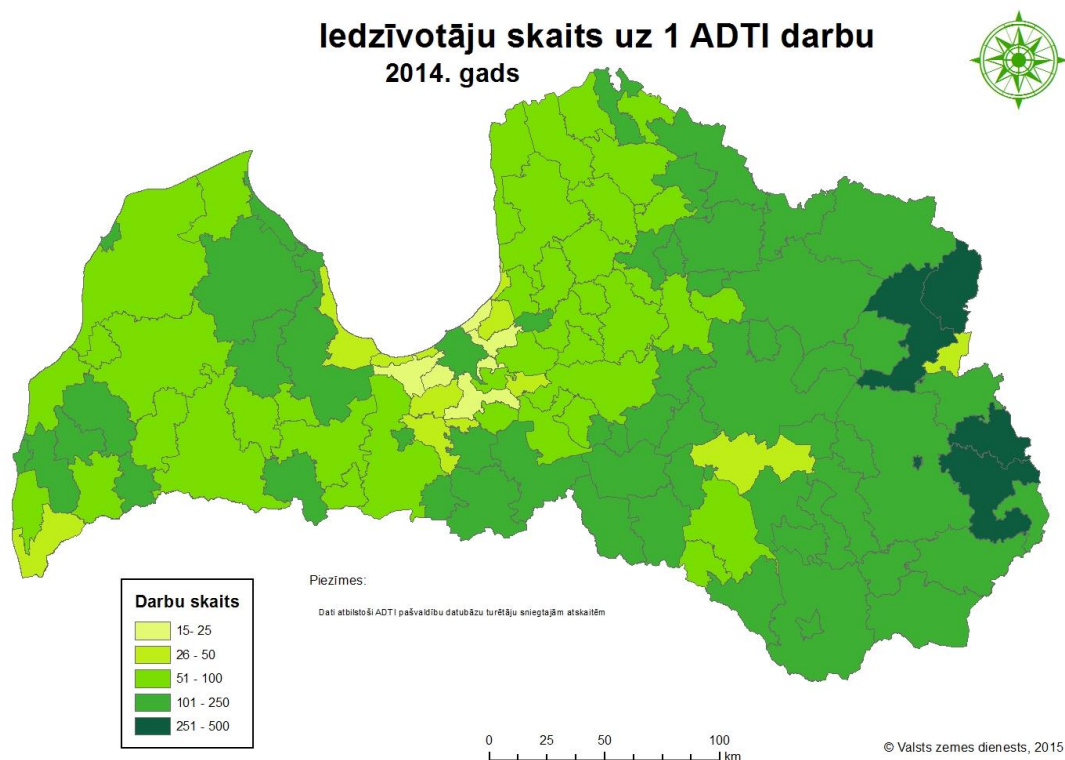 Iedzīvotāju skaits uz 1 ADTI darbu
2014. gads
Piezīmes:
Dati atbilstoši ADTI pašvaldību datubāzu turētāju sniegtajām atskaitēm
Darbu skaits
15- 25
26 - 50
51 - 100
101 - 250
251 - 500
0 25 50 100
km
© Valsts zemes dienests, 2015